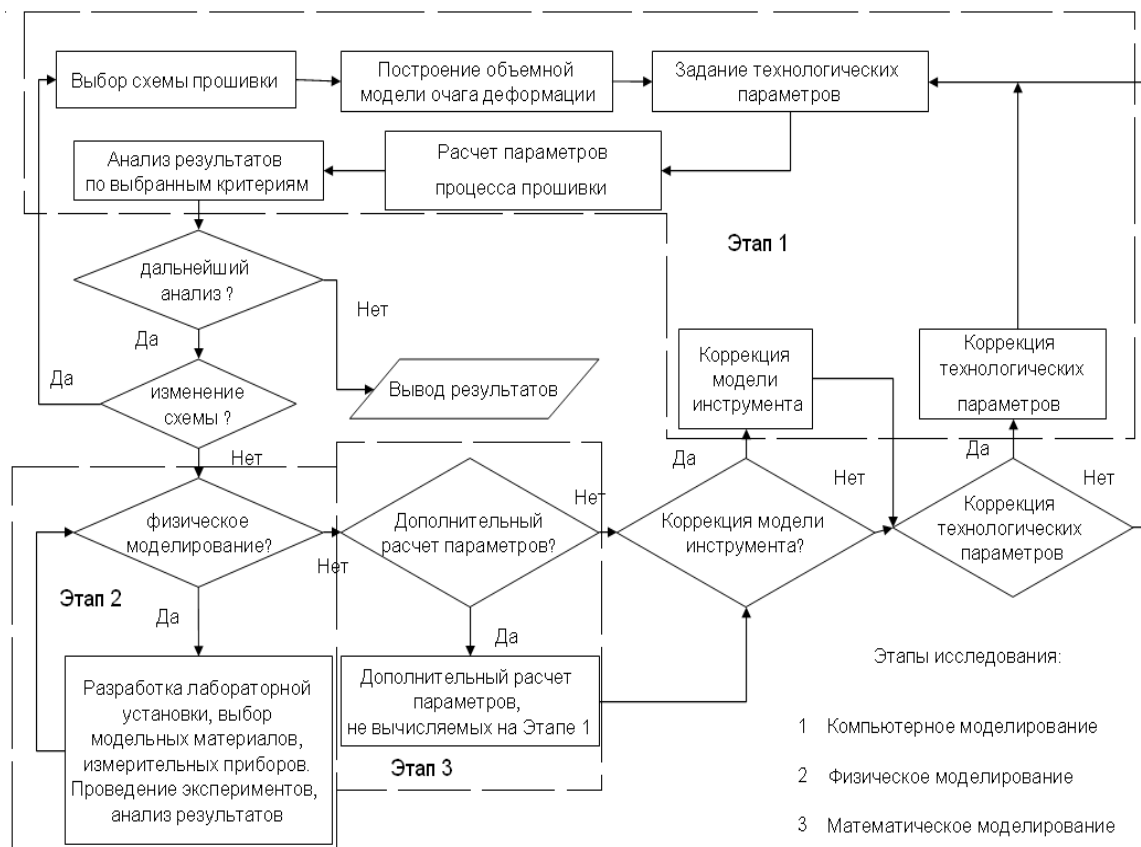 Выбор схемы прошивки
Построение объемной
модели очага деформации
Задание технологических
параметров
Анализ результатов
по выбранным критериям
Расчет параметров
процесса прошивки
Этап 1
дальнейший
анализ ?
Нет
Да
Да
изменение
схемы ?
Вывод результатов
Коррекция
модели
инструмента
Коррекция
технологических
параметров
Нет
Да
Нет
Да
Нет
Нет
физическое
моделирование?
Нет
Дополнительный
расчет параметров?
Коррекция модели
инструмента?
Коррекция
технологических
параметров
Этап 2
Да
Да
Разработка лабораторной
установки, выбор
модельных материалов,
измерительных приборов.
Проведение экспериментов,
анализ результатов
Дополнительный расчет
параметров,
не вычисляемых на Этапе 1
Этап 3
Этапы исследования:
1 Компьютерное моделирование
2 Физическое моделирование
3 Математическое моделирование